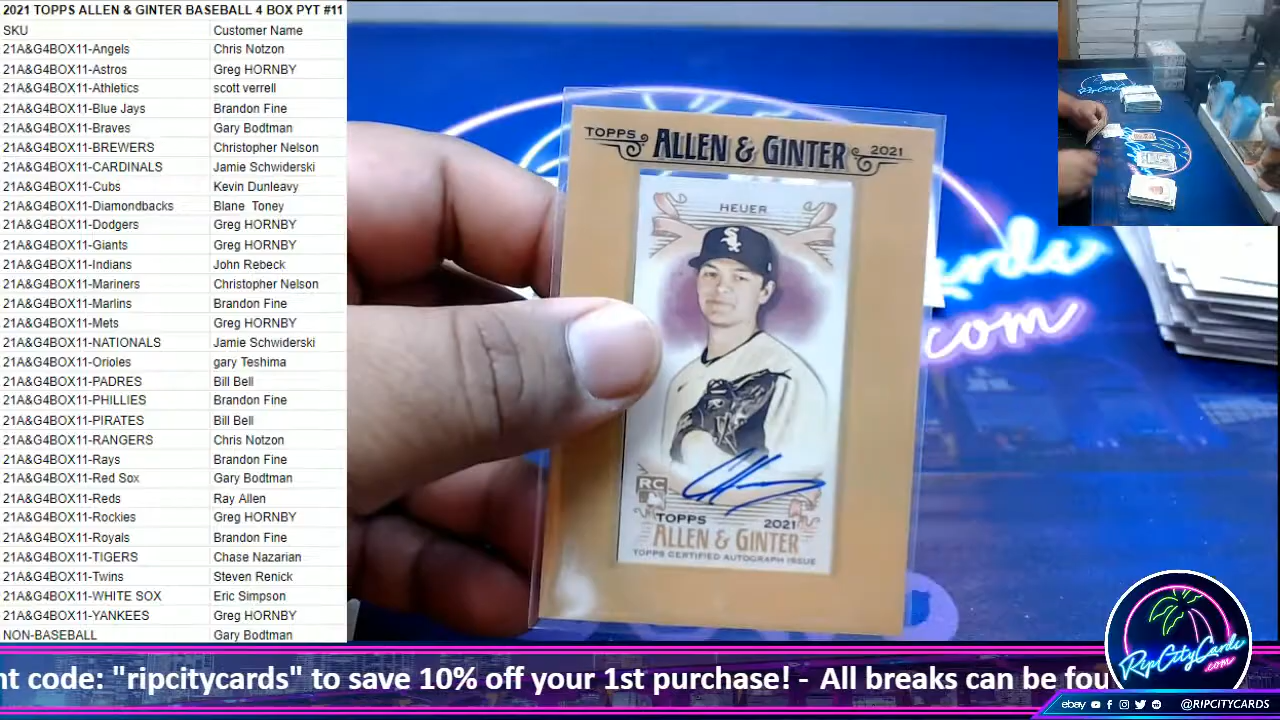 2021 TOPPS ALLEN & GINTER BASEBALL 4 BOX PYT #11
SKU Customer Name
21A&G4BOX11-Angels Chris Notzon
21A&G4BOX11-Astros Greg HORNBY
21A&G4BOX11-Athletics scott verrell
21A&G4BOX11-Blue Jays Brandon Fine
21A&G4BOX11-Braves Gary Bodtman
21A&G4BOX11-BREWERS Christopher Nelson
21A&G4BOX11-CARDINALS Jamie Schwiderski
21A&G4BOX11-Cubs Kevin Dunleavy
21A&G4BOX11-Diamondbacks Blane Toney
21A&G4BOX11-Dodgers Greg HORNBY
21A&G4BOX11-Giants Greg HORNBY
21A&G4BOX11-Indians John Rebeck
21A&G4BOX11-Mariners Christopher Nelson
21A&G4BOX11-Marlins Brandon Fine
21A&G4BOX11-Mets Greg HORNBY
21A&G4BOX11-NATIONALS Jamie Schwiderski
21A&G4BOX11-Orioles gary Teshima
21A&G4BOX11-PADRES Bill Bell
21A&G4BOX11-PHILLIES Brandon Fine
21A&G4BOX11-PIRATES Bill Bell
21A&G4BOX11-RANGERS Chris Notzon
21A&G4BOX11-Rays Brandon Fine
21A&G4BOX11-Red Sox Gary Bodtman
21A&G4BOX11-Reds Ray Allen
21A&G4BOX11-Rockies Greg HORNBY
21A&G4BOX11-Royals Brandon Fine
21A&G4BOX11-TIGERS Chase Nazarian
21A&G4BOX11-Twins Steven Renick
21A&G4BOX11-WHITE SOX Eric Simpson
21A&G4BOX11-YANKEES Greg HORNBY
NON-BASEBALL Gary Bodtman
TOPPS ALLEN & GINTER 2021
HEUER
SOX
RC
TOPPS 2021
ALLEN & GINTER
TOPPS CERTIFIED AUTOGRAPH ISSUE
ards
.com
nt code: "ripcitycards" to save 10% off your 1st purchase! - All breaks can be fou
RipCityCards
.com
ebay @RIPCITYCARDS